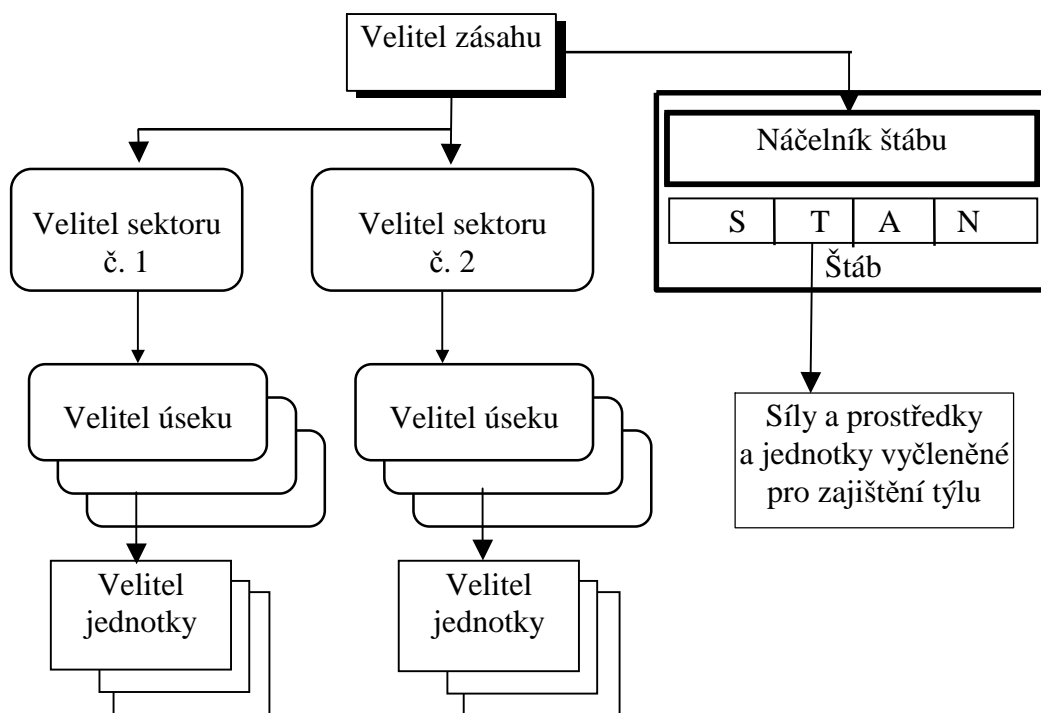 Velitel zásahu
Náčelník štábu
S T A N
Štáb
Velitel sektoru
č. 1
Velitel sektoru
č. 2
Velitel úseku
Velitel úseku
Síly a prostředky
a jednotky vyčleněné
pro zajištění týlu
Velitel
jednotky
Velitel
jednotky